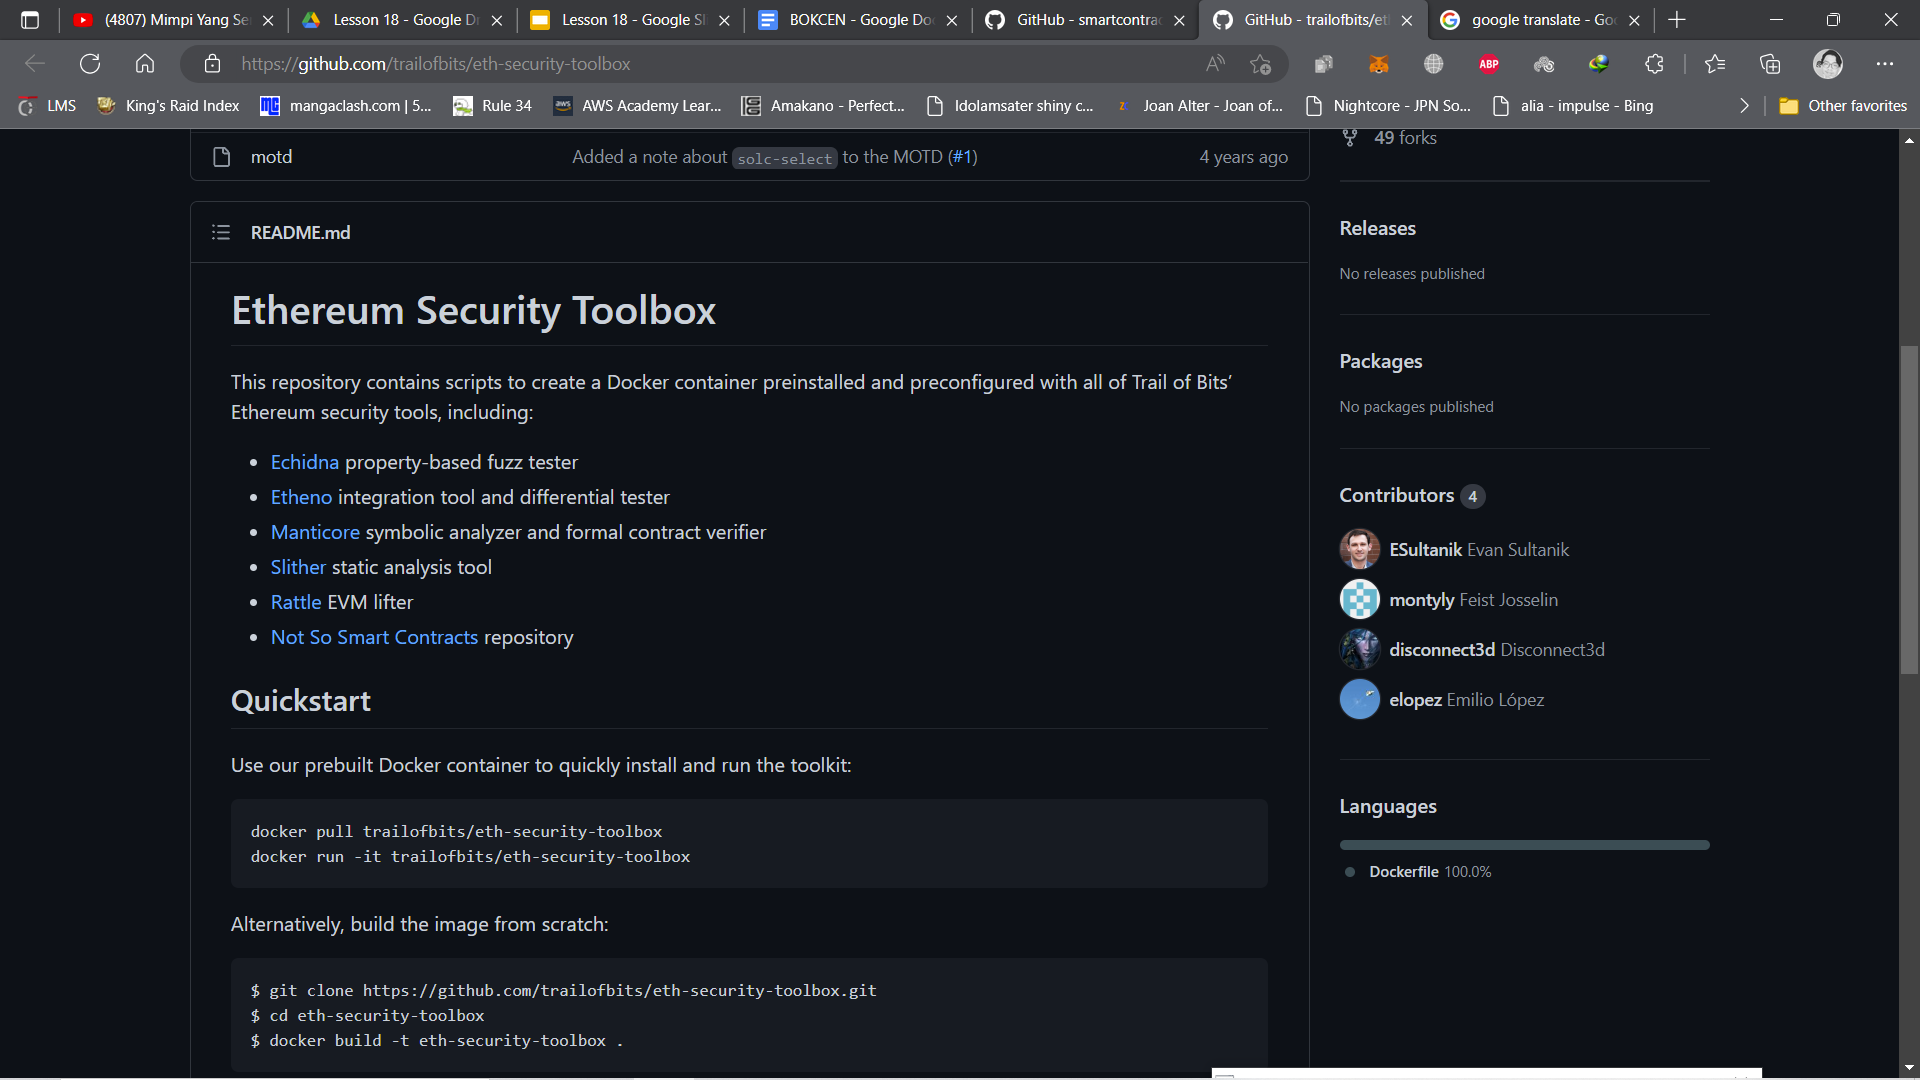 (4807) Mimpi Yang Se
Lesson 18 - Google Dr
Lesson 18 - Google Sl
BOKCEN - Google Doc
GitHub - smartcontrac
GitHub - trailofbits/eth
google translate - Goo
https://github.com/trailofbits/eth-security-toolbox
ABP
LMS
King's Raid Index
mangaclash.com | 5...
Rule 34
AWS Academy Lear...
Amakano - Perfect...
Idolamsater shiny c...
Joan Alter - Joan of...
Nightcore - JPN So...
alia - impulse - Bing
Other favorites
motd
Added a note about solc-select to the MOTD (#1)
4 years ago
README.md
Ethereum Security Toolbox
This repository contains scripts to create a Docker container preinstalled and preconfigured with all of Trail of Bits’
Ethereum security tools, including:
• Echidna property-based fuzz tester
• Etheno integration tool and differential tester
• Manticore symbolic analyzer and formal contract verifier
• Slither static analysis tool
• Rattle EVM lifter
• Not So Smart Contracts repository
Quickstart
Use our prebuilt Docker container to quickly install and run the toolkit:
docker pull trailofbits/eth-security-toolbox
docker run -it trailofbits/eth-security-toolbox
Alternatively, build the image from scratch:
$ git clone https://github.com/trailofbits/eth-security-toolbox.git
$ cd eth-security-toolbox
$ docker build -t eth-security-toolbox .
49 forks
Releases
No releases published
Packages
No packages published
Contributors 4
ESultanik Evan Sultanik
montyly Feist Josselin
disconnect3d Disconnect3d
elopez Emilio López
Languages
Dockerfile 100.0%